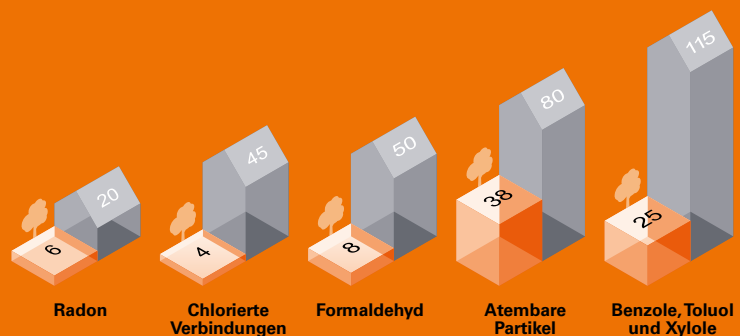 20
6
Radon
45
4
Chlorierte
Verbindungen
50
8
Formaldehyd
80
38
Atembare
Partikel
115
25
Benzole, Toluol
und Xylole